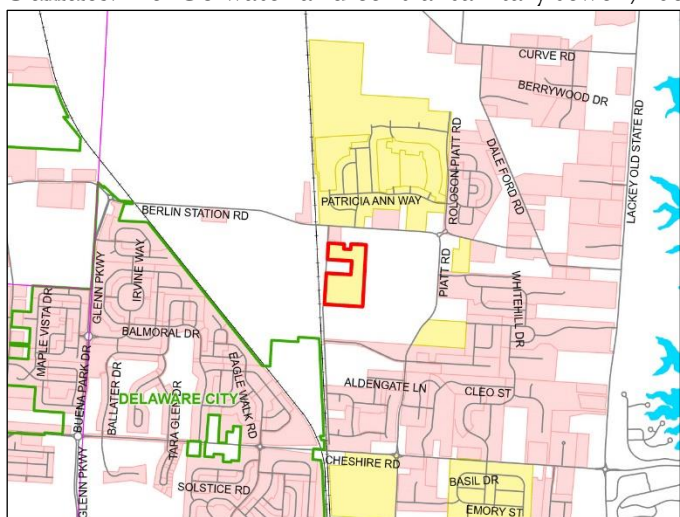 CURVE RD
BERRYWOOD DR
LACKEY OLD STATE RD
ROLOSON PIATT RD
DALE FORD RD
PATRICIA ANN WAY
BERLIN STATION RD
GLENN PKWY
IRVINE WAY
PIATT RD
WHITEHILL DR
MAPLE VISTA DR
BALMORAL DR
BUENA PARK DR
BALLATER DR
TARA GLEN DR
EAGLE WALK RD
ALDENGATE LN
CLEO ST
DELAWARE CITY
CHESHIRE RD
GLENN PKWY
SOLSTICE RD
BASIL DR
EMORY ST